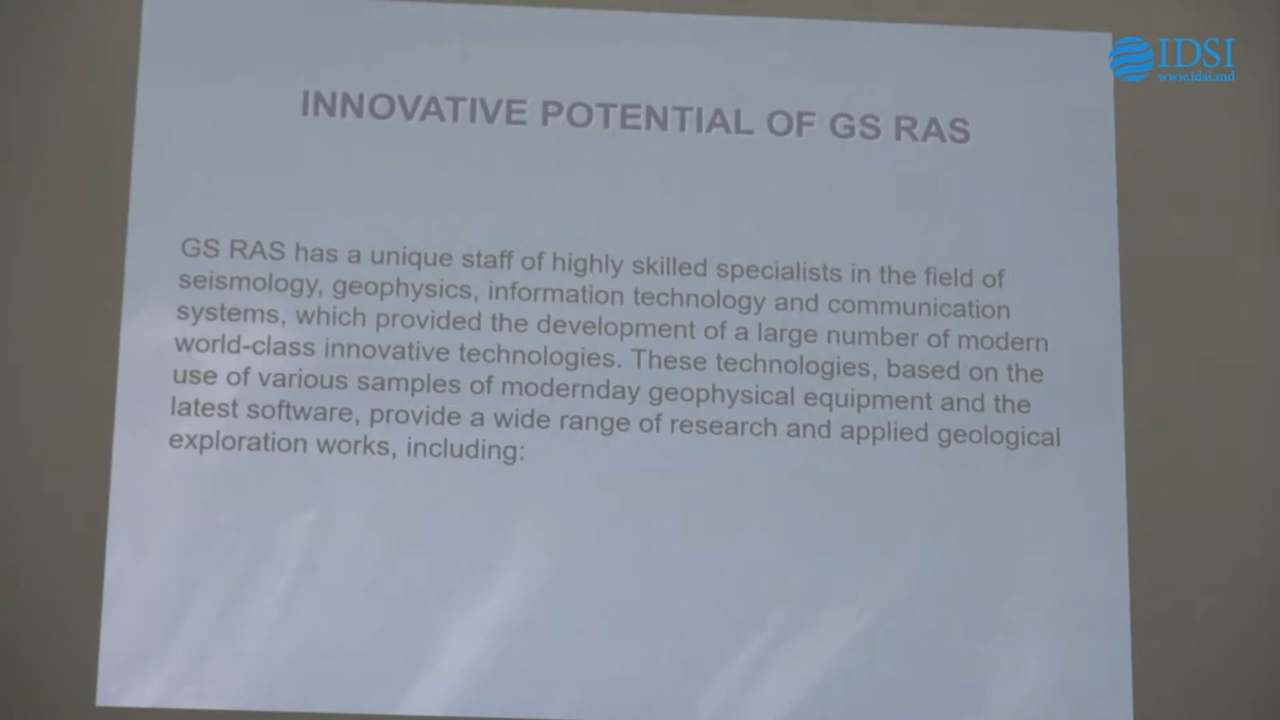 IDSI
www.idsi.md
INNOVATIVE POTENTIAL OF GS RAS
GS RAS has a unique staff of highly skilled specialists in the field of
seismology, geophysics, information technology and communication
systems, which provided the development of a large number of modern
world-class innovative technologies. These technologies, based on the
use of various samples of modernday geophysical equipment and the
latest software, provide a wide range of research and applied geological
exploration works, including: